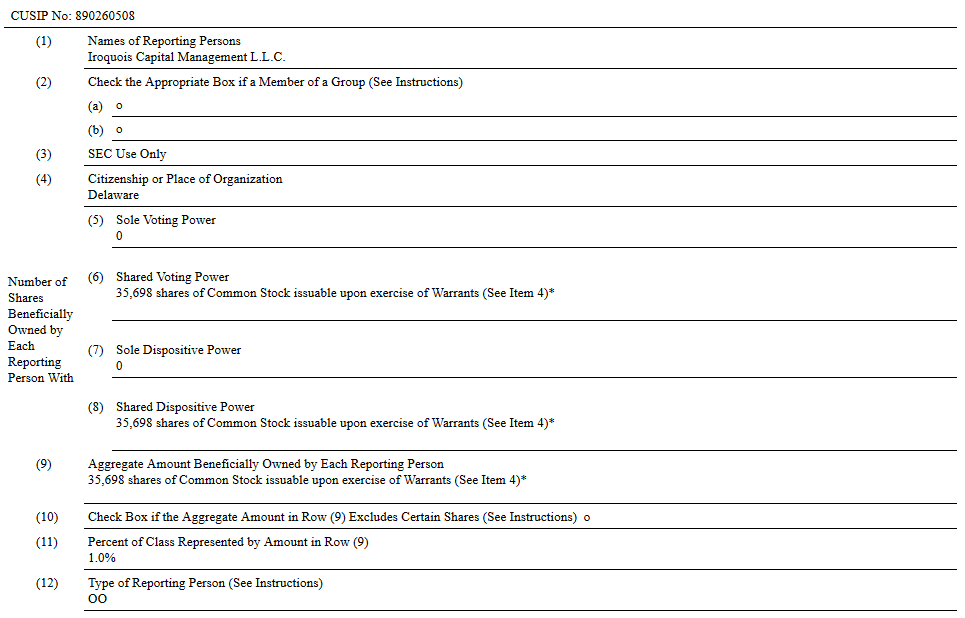 CUSIP No: 890260508
(1) Names of Reporting Persons
Iroquois Capital Management L.L.C.
(2) Check the Appropriate Box if a Member of a Group (See Instructions)
(a) o
(b) o
(3) SEC Use Only
(4) Citizenship or Place of Organization
Delaware
Number of
Shares
Beneficially
Owned by
Each
Reporting
Person With
(5) Sole Voting Power
0
(6) Shared Voting Power
35,698 shares of Common Stock issuable upon exercise of Warrants (See Item 4)*
(7) Sole Dispositive Power
0
(8) Shared Dispositive Power
35,698 shares of Common Stock issuable upon exercise of Warrants (See Item 4)*
(9) Aggregate Amount Beneficially Owned by Each Reporting Person
35,698 shares of Common Stock issuable upon exercise of Warrants (See Item 4)*
(10) Check Box if the Aggregate Amount in Row (9) Excludes Certain Shares (See Instructions) o
(11) Percent of Class Represented by Amount in Row (9)
1.0%
(12) Type of Reporting Person (See Instructions)
OO